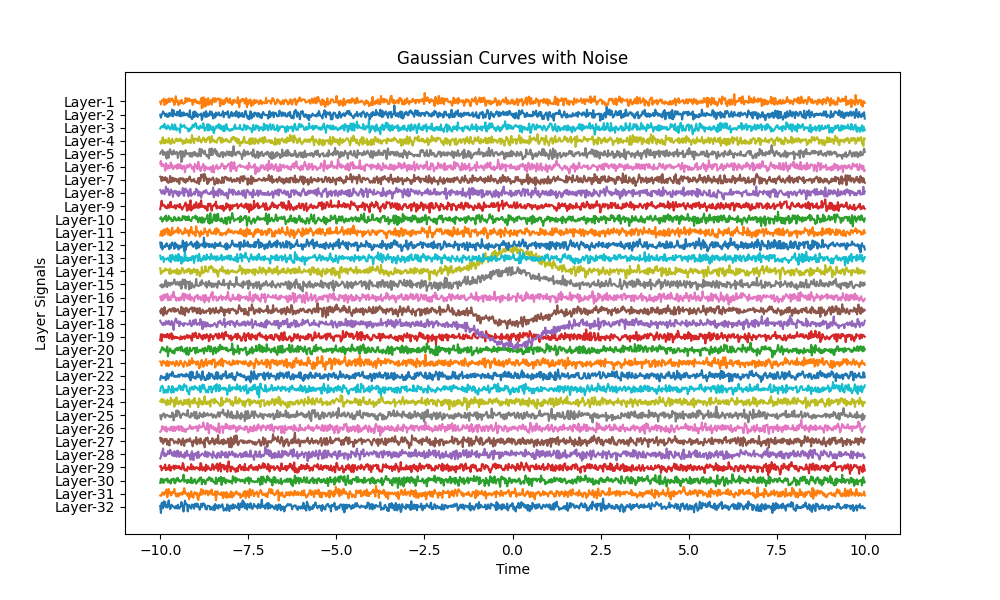 Gaussian Curves with Noise
Layer Signals
Layer-1
Layer-2
Layer-3
Layer-4
Layer-5
Layer-6
Layer-7
Layer-8
Layer-9
Layer-10
Layer-11
Layer-12
Layer-13
Layer-14
Layer-15
Layer-16
Layer-17
Layer-18
Layer-19
Layer-20
Layer-21
Layer-22
Layer-23
Layer-24
Layer-25
Layer-26
Layer-27
Layer-28
Layer-29
Layer-30
Layer-31
Layer-32
−10.0 −7.5 −5.0 −2.5 0.0 2.5 5.0 7.5 10.0
Time